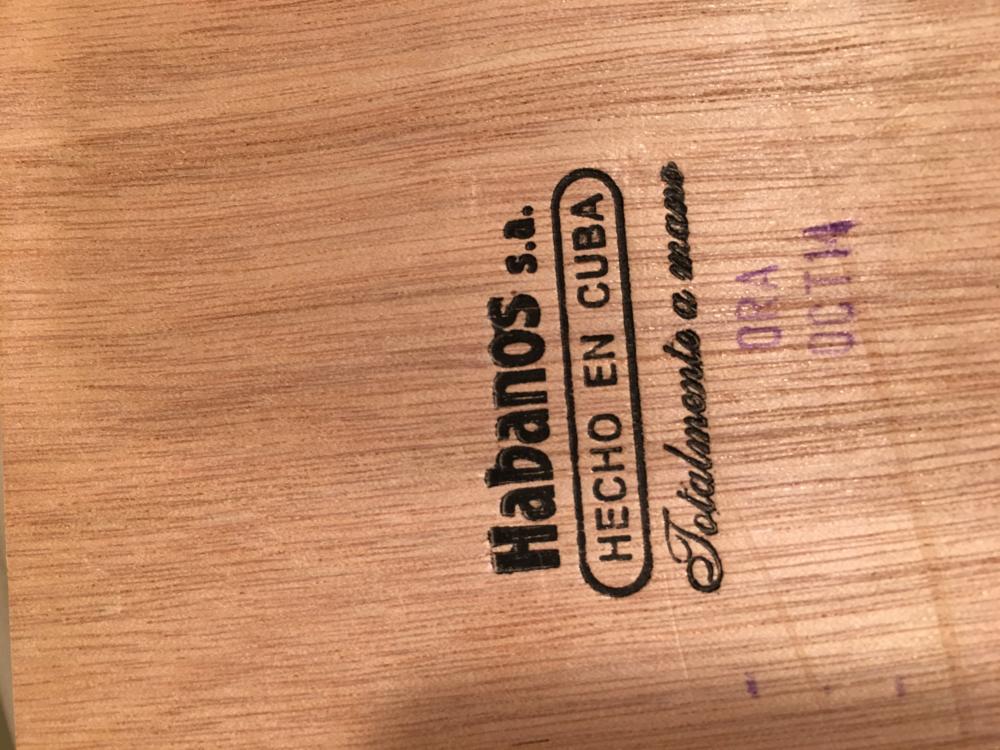 Habanos s.a.
HECHO EN CUBA
Totalmente a mano
ORA
OCT 14